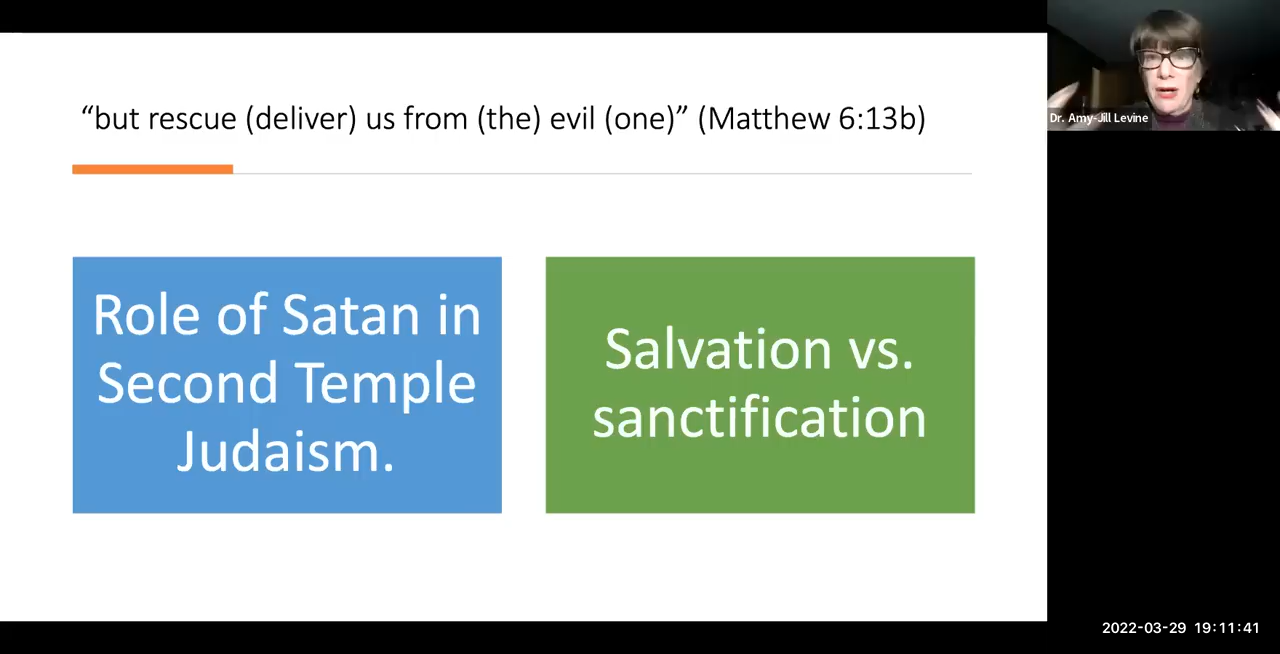 “but rescue (deliver) us from (the) evil (one)” (Matthew 6:13b)
Dr. Amy-Jill Levine
Role of Satan in
Second Temple
Judaism.
Salvation vs.
sanctification
2022-03-29 19:11:41